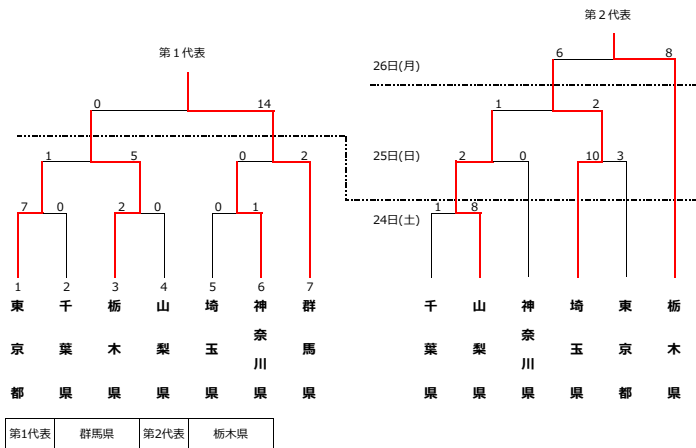 第2代表
第1代表
26日(月)
6 8
0 14
1 2
25日(日)
1 5 0 2
2 0 10 3
24日(土)
7 0 2 0 0 1
1 8
1 2 3 4 5 6 7
東京都 千葉県 栃木県 山梨県 埼玉県 神奈川県 群馬県
千葉県 山梨県 神奈川県 埼玉県 東京都 栃木県
第1代表 群馬県 第2代表 栃木県